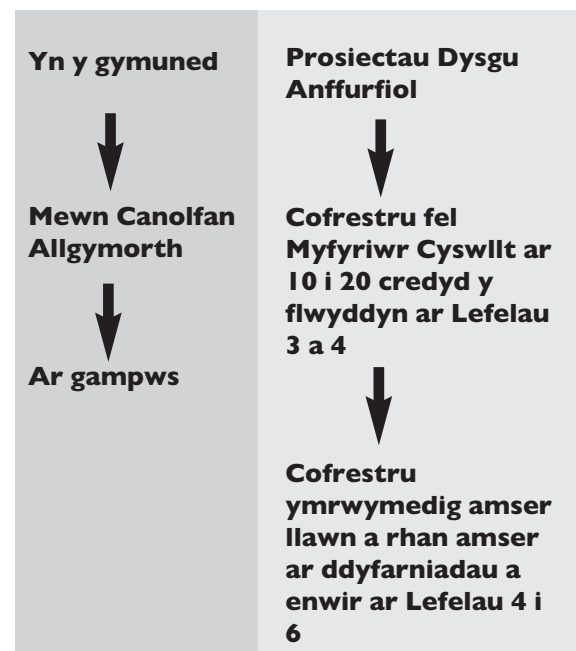 Yn y gymuned
Mewn Canolfan
Allgymorth
Ar gampws
Prosiectau Dysgu
Anffurfiol
Cofrestru fel
Myfyriwr Cyswllt ar
10 i 20 credyd y
flwyddyn ar Lefelau
3 a 4
Cofrestru
ymrwymedig amser
llawn a rhan amser
ar ddyfarniadau a
enwir ar Lefelau 4 i
6